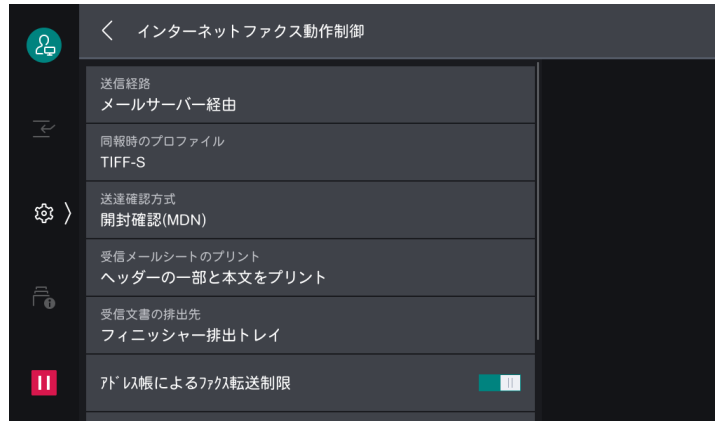 インターネットファクス動作制御
送信経路
メールサーバー経由
同報時のプロファイル
TIFF-S
送達確認方式
開封確認(MDN)
受信メールシートのプリント
ヘッダーの一部と本文をプリント
受信文書の排出先
フィニッシャー排出トレイ
ｱﾄﾞﾚｽ帳によるﾌｧｸｽ転送制限